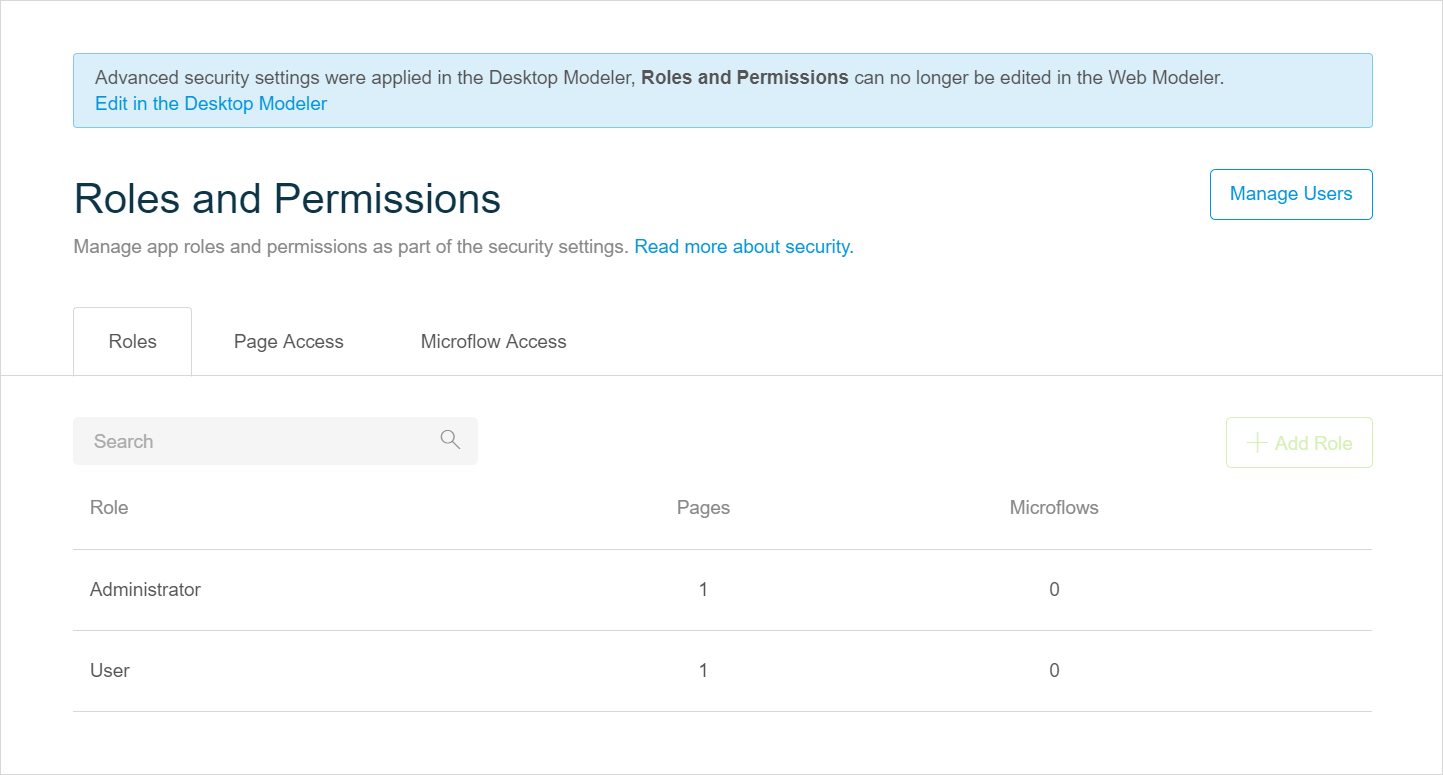 Advanced security settings were applied in the Desktop Modeler, Roles and Permissions can no longer be edited in the Web Modeler.
Edit in the Desktop Modeler
Roles and Permissions
Manage Users
Manage app roles and permissions as part of the security settings. Read more about security.
Roles Page Access Microflow Access
Search
Add Role
Role Pages Microflows
Administrator 1 0
User 1 0